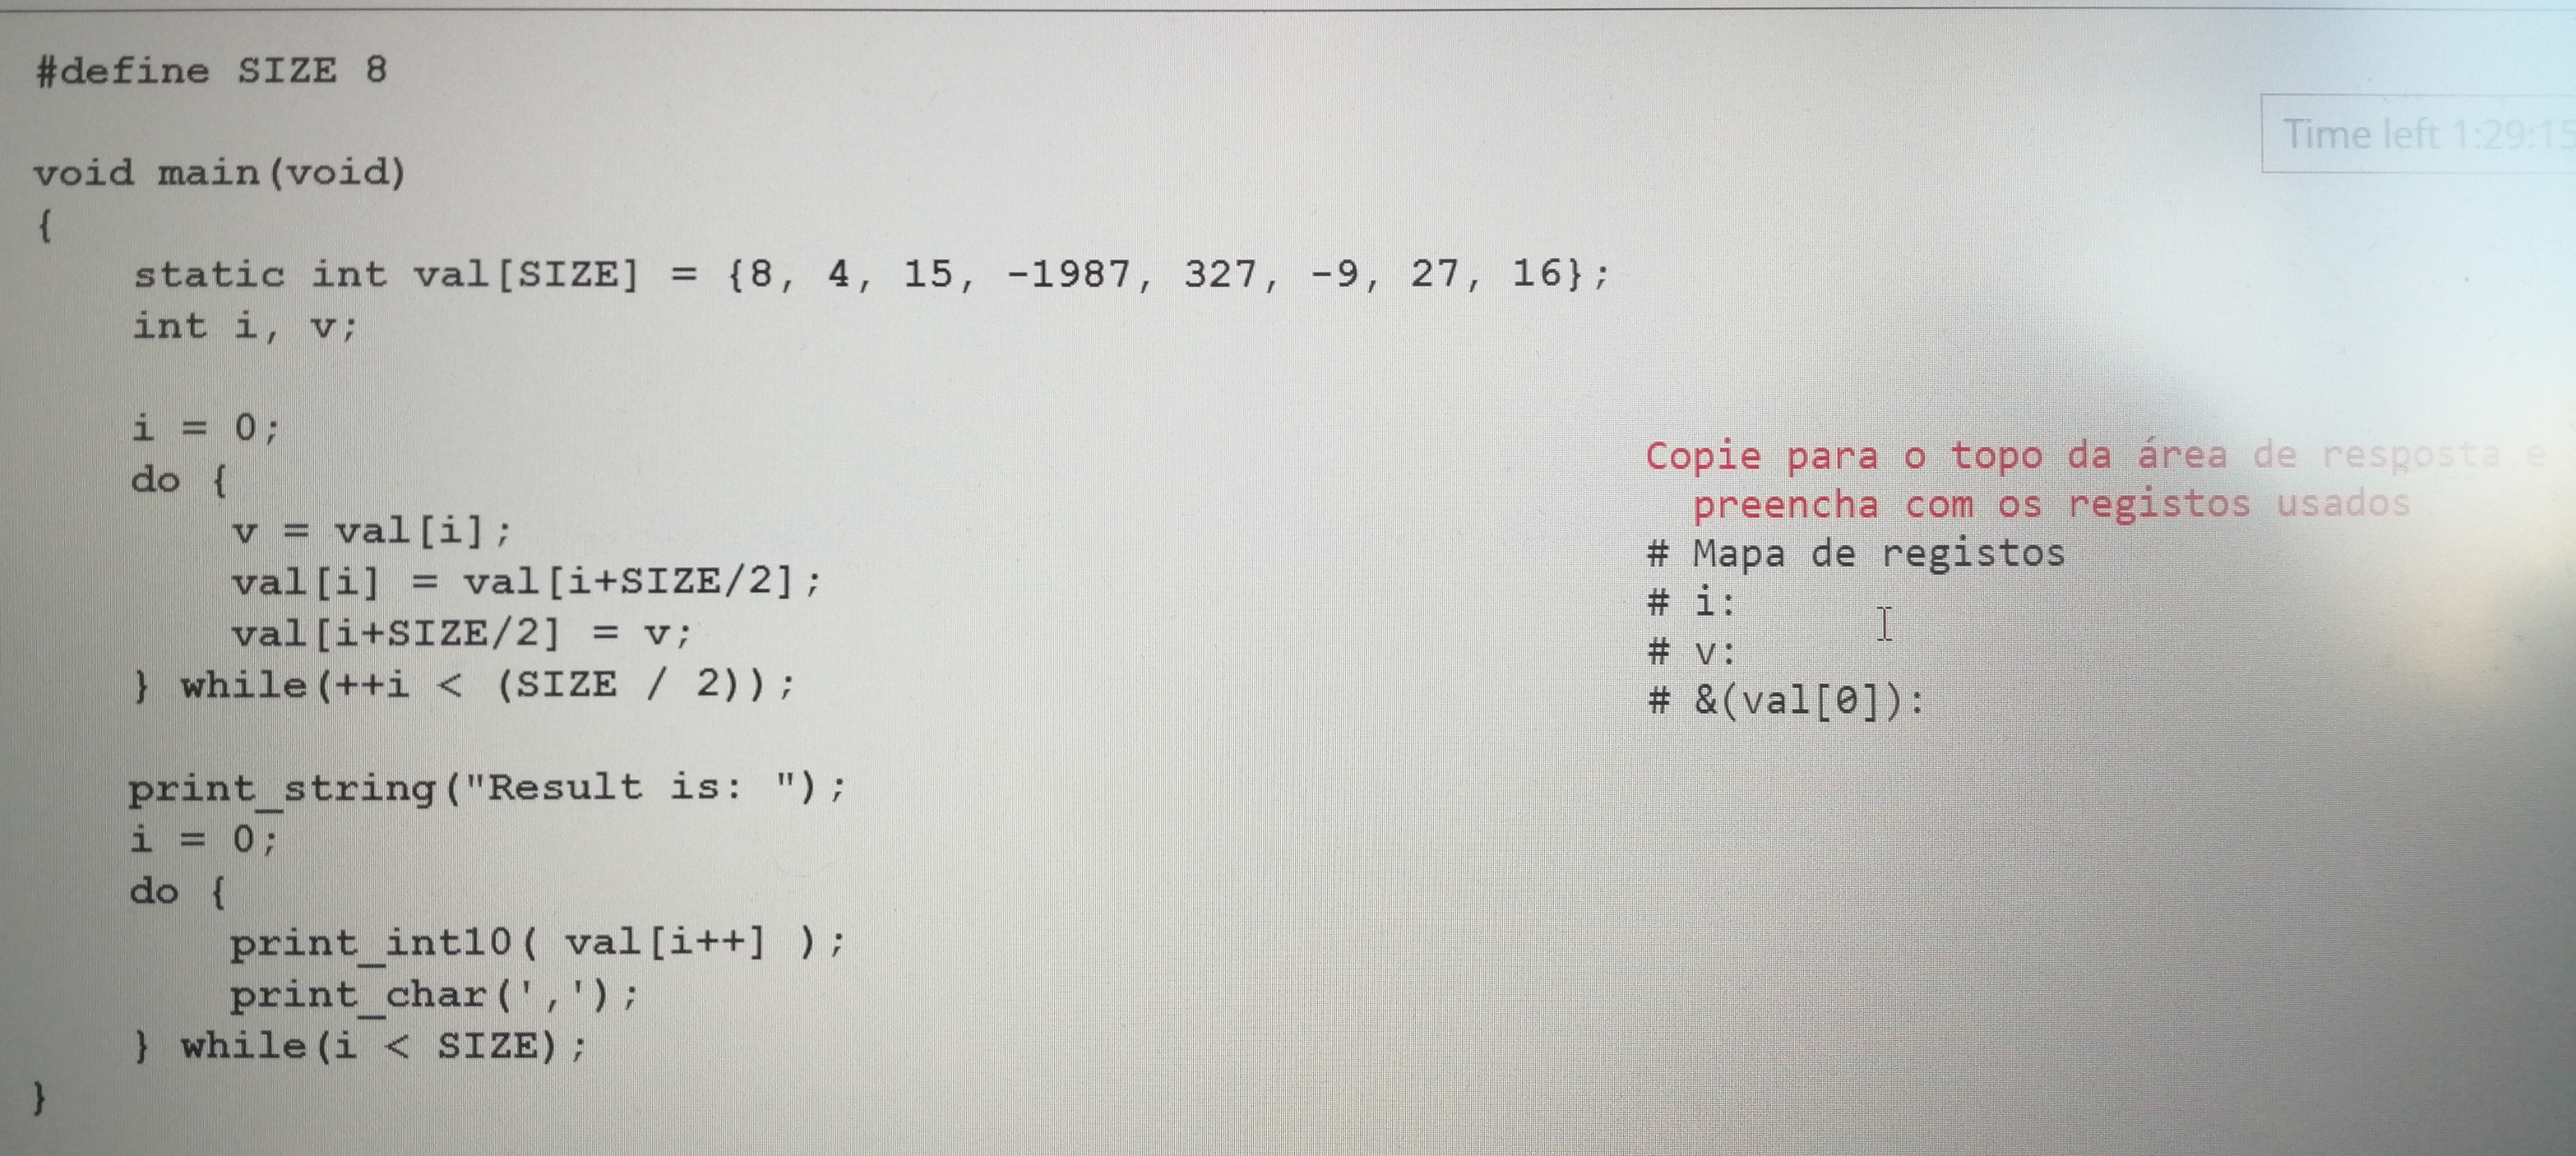 #define SIZE 8
Time left 1:29:15
void main(void)
{
static int val[SIZE] = {8, 4, 15, -1987, 327, -9, 27, 16};
int i, v;
i = 0;
do {
v = val[i];
val[i] = val[i+SIZE/2];
val[i+SIZE/2] = v;
} while(++i < (SIZE / 2));
print_string("Result is: ");
i = 0;
do {
print_int10( val[i++] );
print_char(',');
} while(i < SIZE);
}
Copie para o topo da área de resposta e
preencha com os registos usados
# Mapa de registos
# i:
# v:
# &(val[0]):